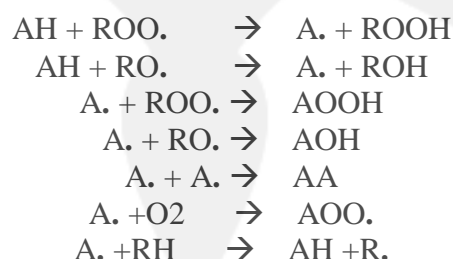 AH + ROO. → A. + ROOH
AH + RO. → A. + ROH
A. + ROO. → AOOH
A. + RO. → AOH
A. + A. → AA
A. +O2 → AOO.
A. +RH → AH +R.